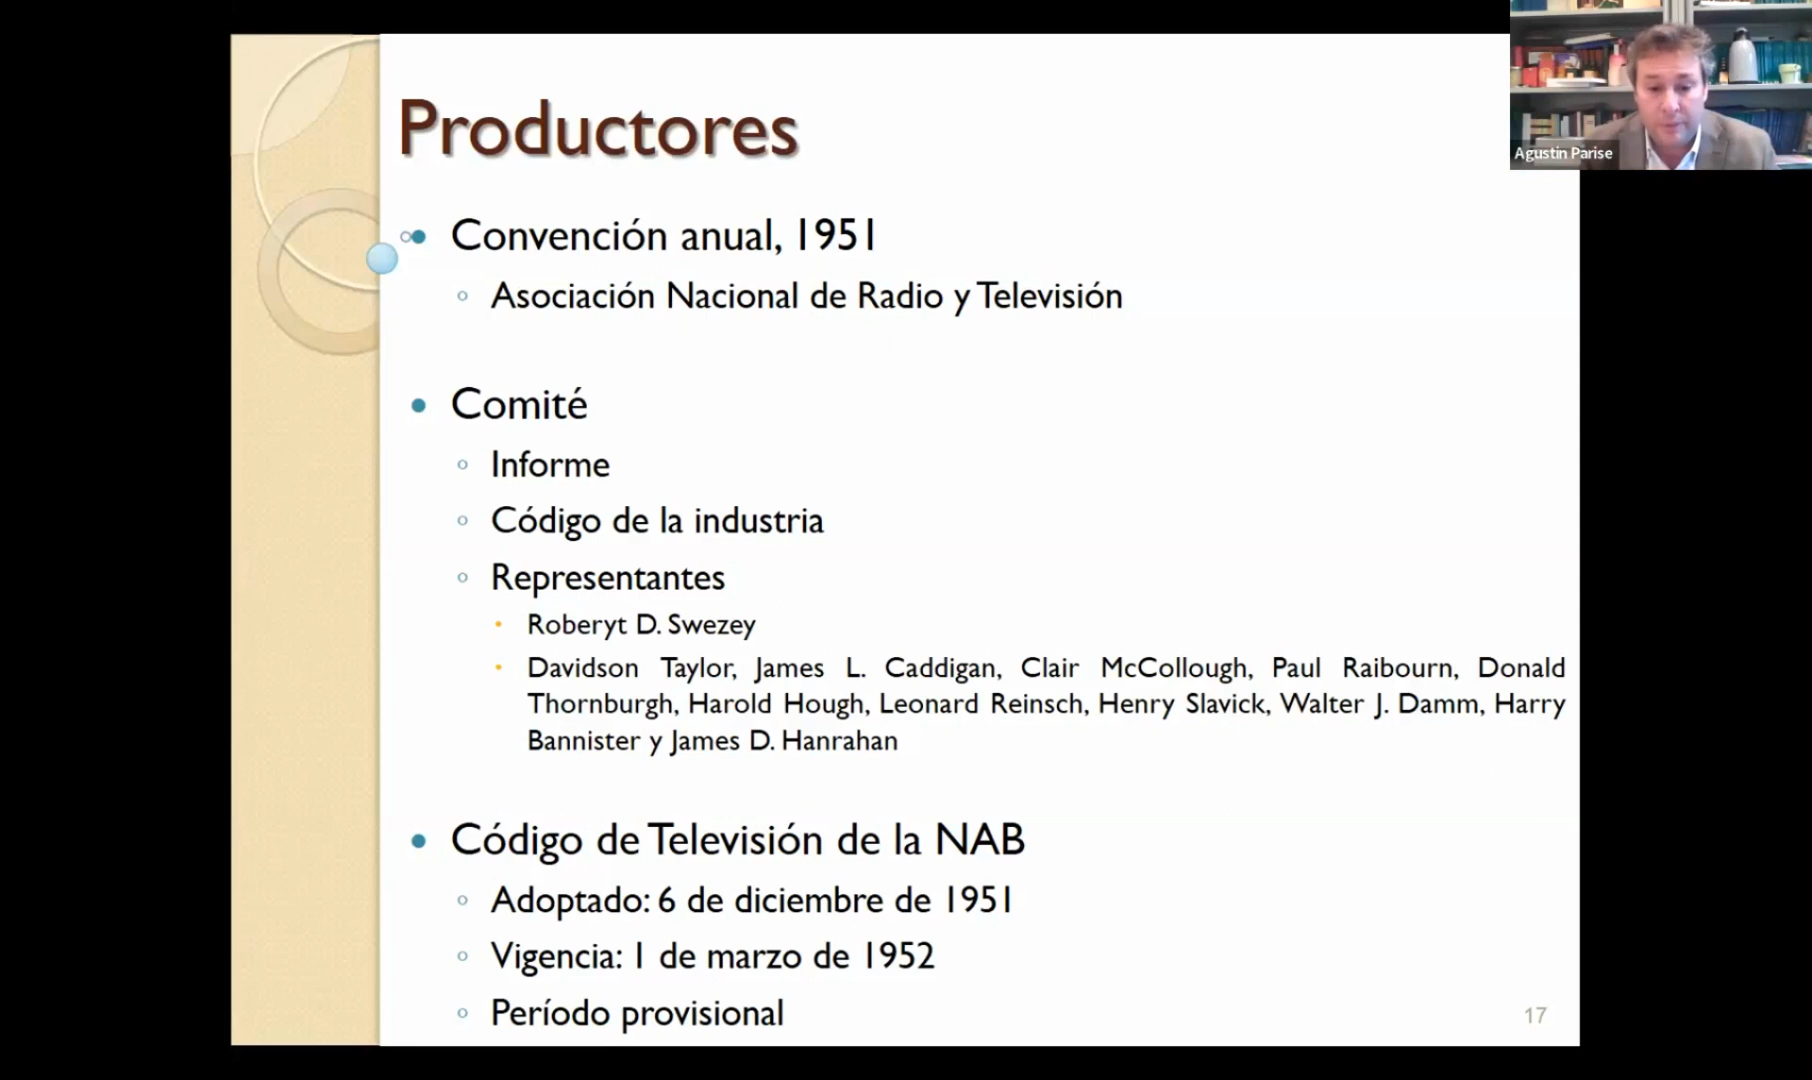 Productores
Convención anual, 1951
Asociación Nacional de Radio y Televisión
Comité
Informe
Código de la industria
Representantes
Roberyt D. Swezey
Davidson Taylor, James L. Caddigan, Clair McCollough, Paul Raibourn, Donald
Thornburgh, Harold Hough, Leonard Reinsch, Henry Slavick, Walter J. Damm, Harry
Bannister y James D. Hanrahan
Código de Televisión de la NAB
Adoptado: 6 de diciembre de 1951
Vigencia: 1 de marzo de 1952
Período provisional
17
Agustin Parise